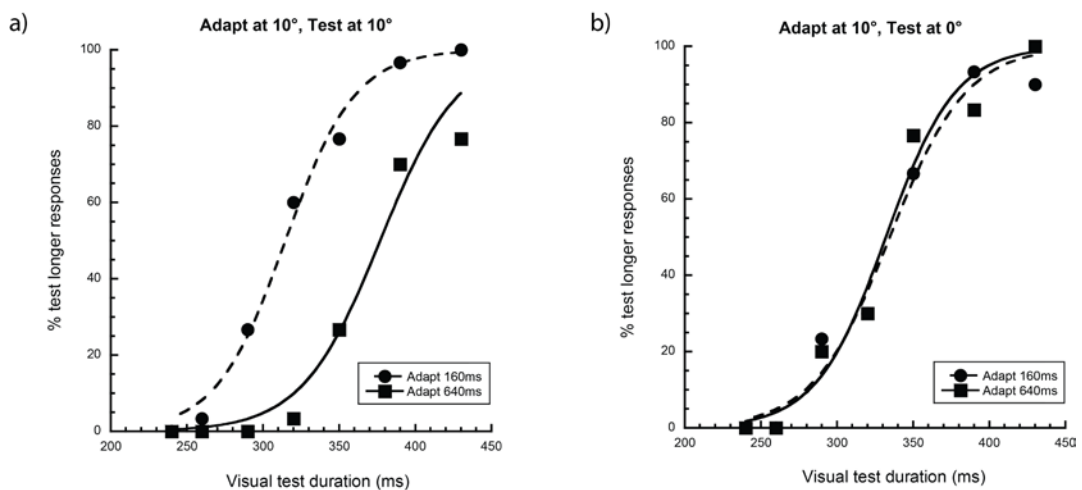 a)
Adapt at 10°, Test at 10°
100
80
60
40
20
0
200
250
300
350
400
450
% test longer responses
Visual test duration (ms)
Adapt 160ms
Adapt 640ms
b)
Adapt at 10°, Test at 0°
100
80
60
40
20
0
200
250
300
350
400
450
% test longer responses
Visual test duration (ms)
Adapt 160ms
Adapt 640ms